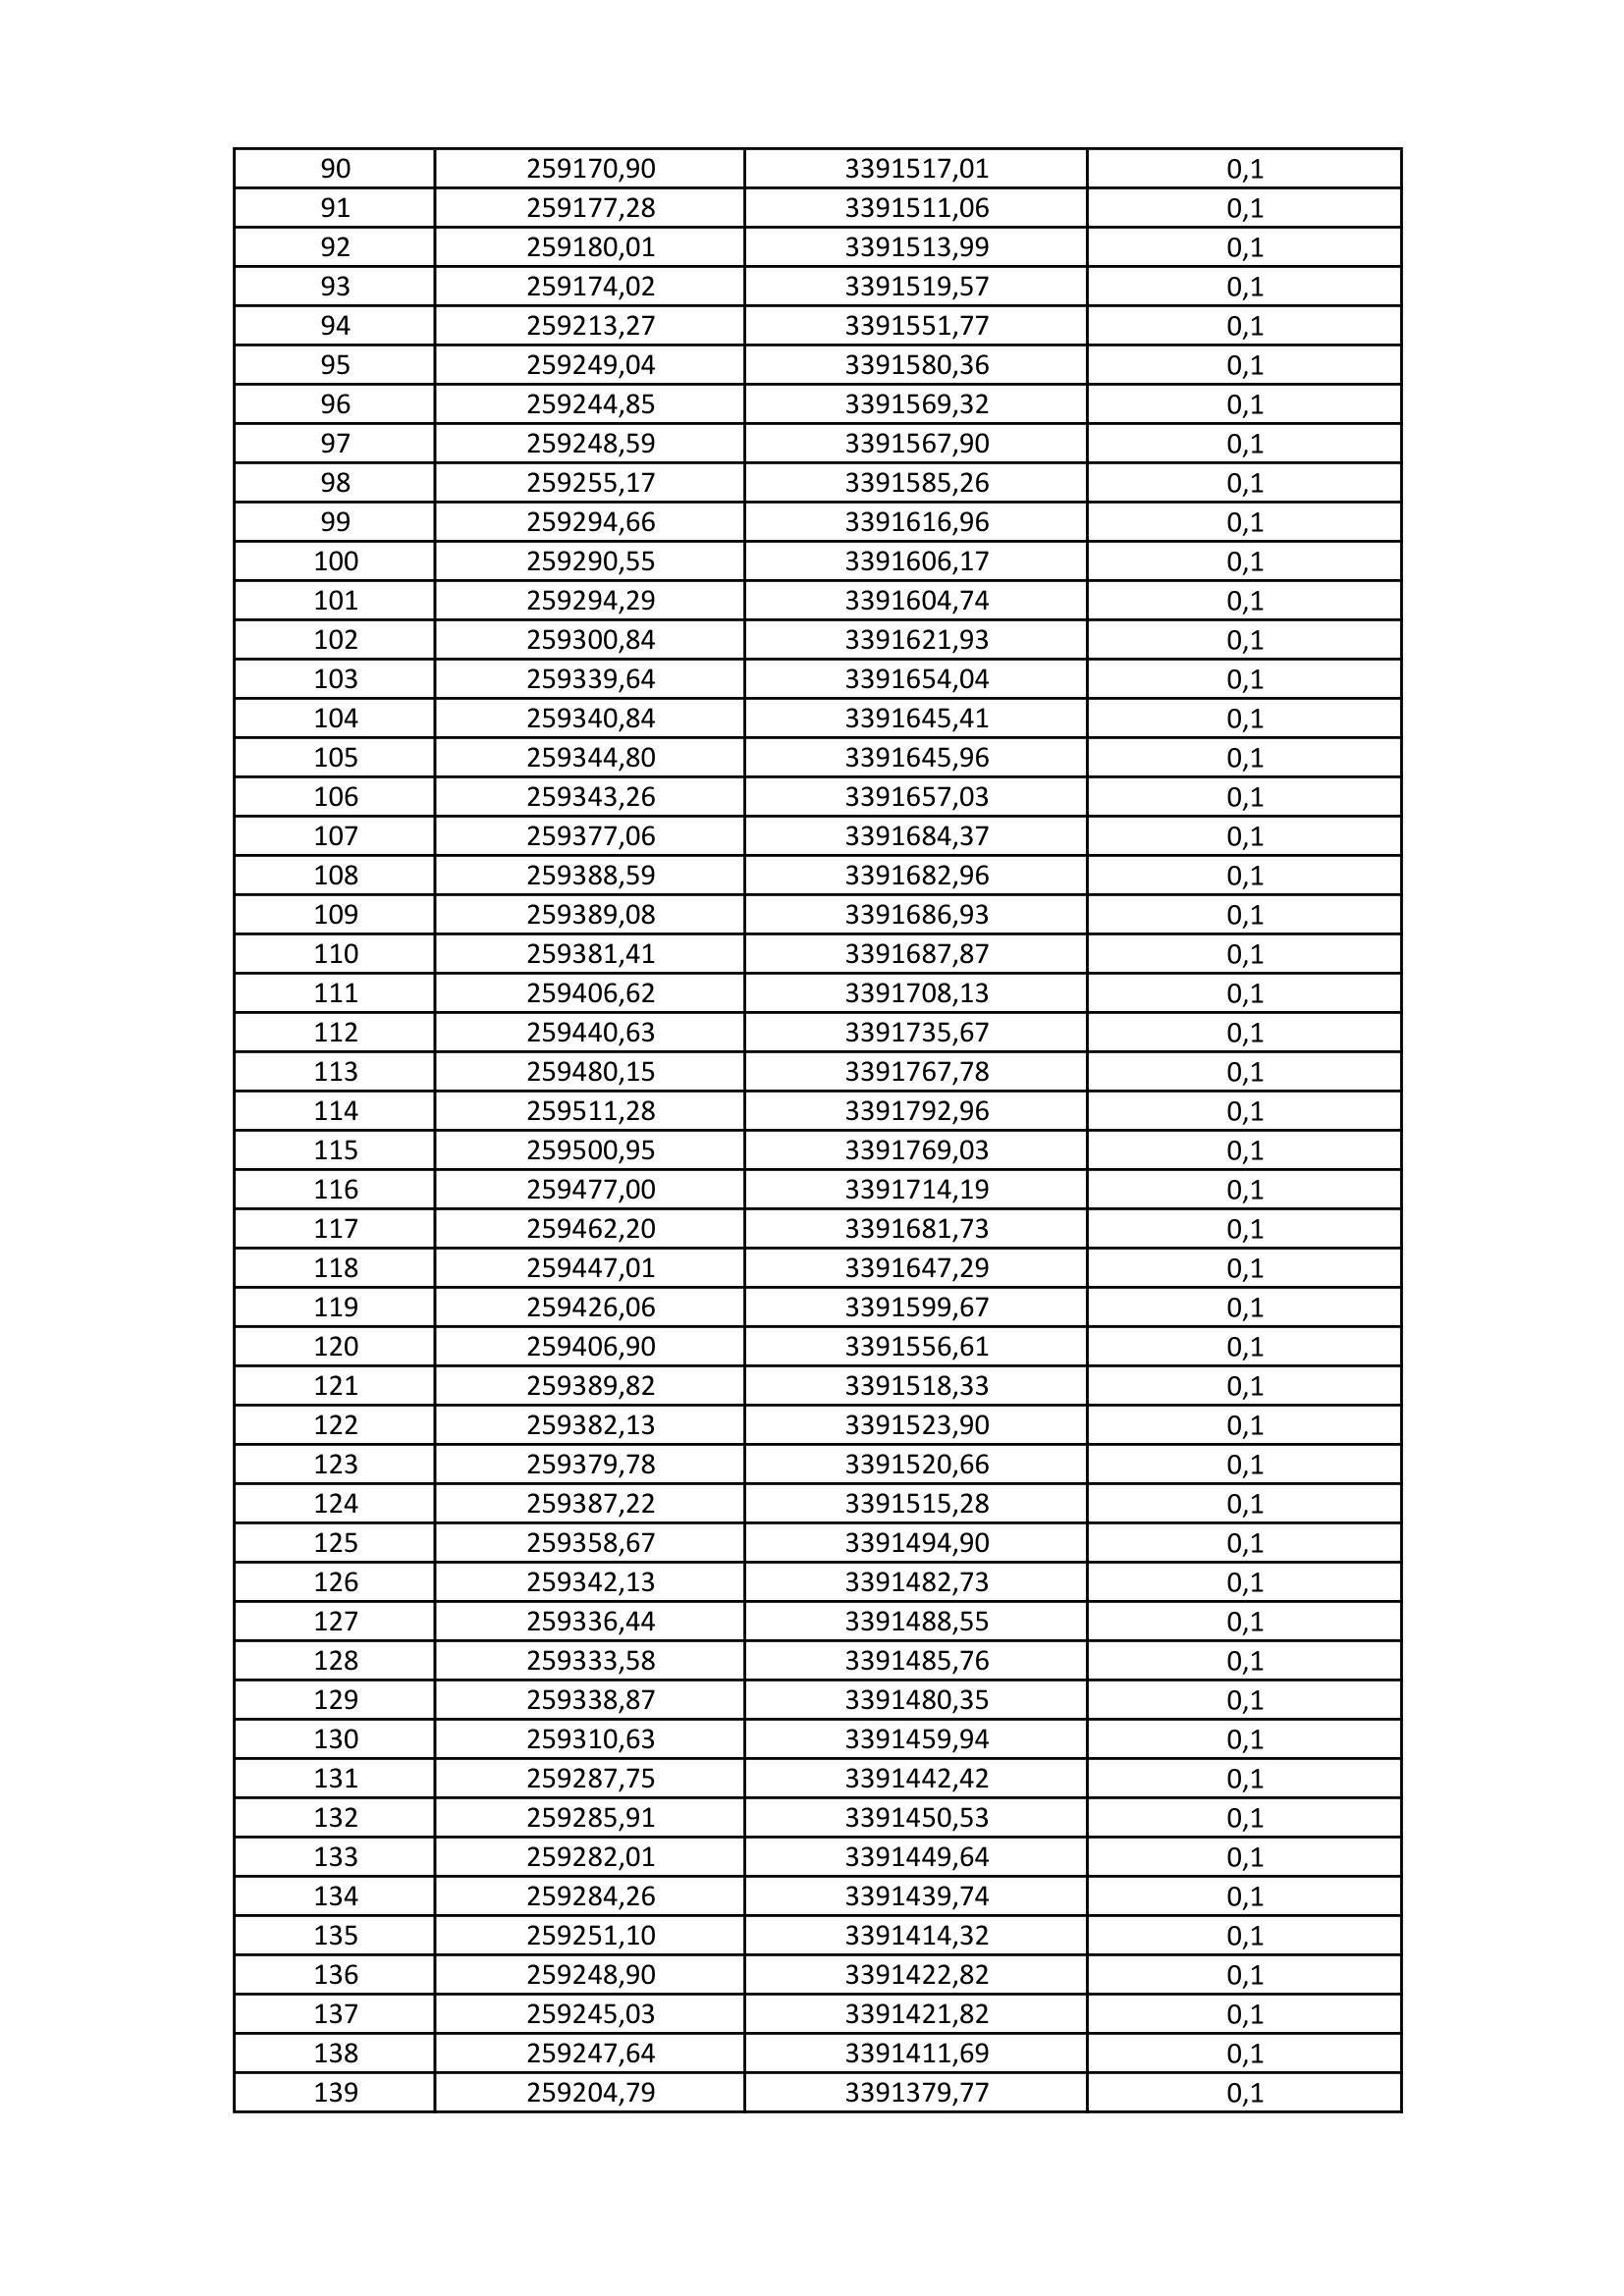 90 259170,90 3391517,01 0,1
91 259177,28 3391511,06 0,1
92 259180,01 3391513,99 0,1
93 259174,02 3391519,57 0,1
94 259213,27 3391551,77 0,1
95 259249,04 3391580,36 0,1
96 259244,85 3391569,32 0,1
97 259248,59 3391567,90 0,1
98 259255,17 3391585,26 0,1
99 259294,66 3391616,96 0,1
100 259290,55 3391606,17 0,1
101 259294,29 3391604,74 0,1
102 259300,84 3391621,93 0,1
103 259339,64 3391654,04 0,1
104 259340,84 3391645,41 0,1
105 259344,80 3391645,96 0,1
106 259343,26 3391657,03 0,1
107 259377,06 3391684,37 0,1
108 259388,59 3391682,96 0,1
109 259389,08 3391686,93 0,1
110 259381,41 3391687,87 0,1
111 259406,62 3391708,13 0,1
112 259440,63 3391735,67 0,1
113 259480,15 3391767,78 0,1
114 259511,28 3391792,96 0,1
115 259500,95 3391769,03 0,1
116 259477,00 3391714,19 0,1
117 259462,20 3391681,73 0,1
118 259447,01 3391647,29 0,1
119 259426,06 3391599,67 0,1
120 259406,90 3391556,61 0,1
121 259389,82 3391518,33 0,1
122 259382,13 3391523,90 0,1
123 259379,78 3391520,66 0,1
124 259387,22 3391515,28 0,1
125 259358,67 3391494,90 0,1
126 259342,13 3391482,73 0,1
127 259336,44 3391488,55 0,1
128 259333,58 3391485,76 0,1
129 259338,87 3391480,35 0,1
130 259310,63 3391459,94 0,1
131 259287,75 3391442,42 0,1
132 259285,91 3391450,53 0,1
133 259282,01 3391449,64 0,1
134 259284,26 3391439,74 0,1
135 259251,10 3391414,32 0,1
136 259248,90 3391422,82 0,1
137 259245,03 3391421,82 0,1
138 259247,64 3391411,69 0,1
139 259204,79 3391379,77 0,1